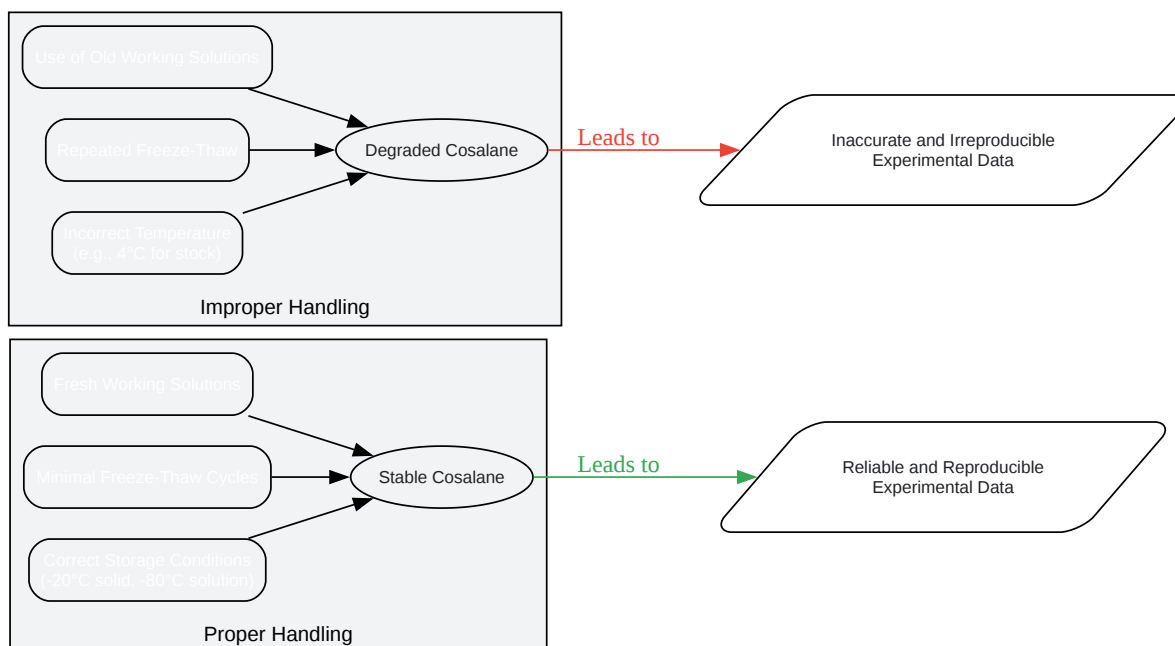 Use of Old Working Solutions
Repeated Freeze-Thaw
Incorrect Temperature
(e.g., 4°C for stock)
Degraded Cosalane
Leads to
Inaccurate and Irreproducible
Experimental Data
Improper Handling
Fresh Working Solutions
Minimal Freeze-Thaw Cycles
Correct Storage Conditions
(-20°C solid, -80°C solution)
Stable Cosalane
Leads to
Reliable and Reproducible
Experimental Data
Proper Handling